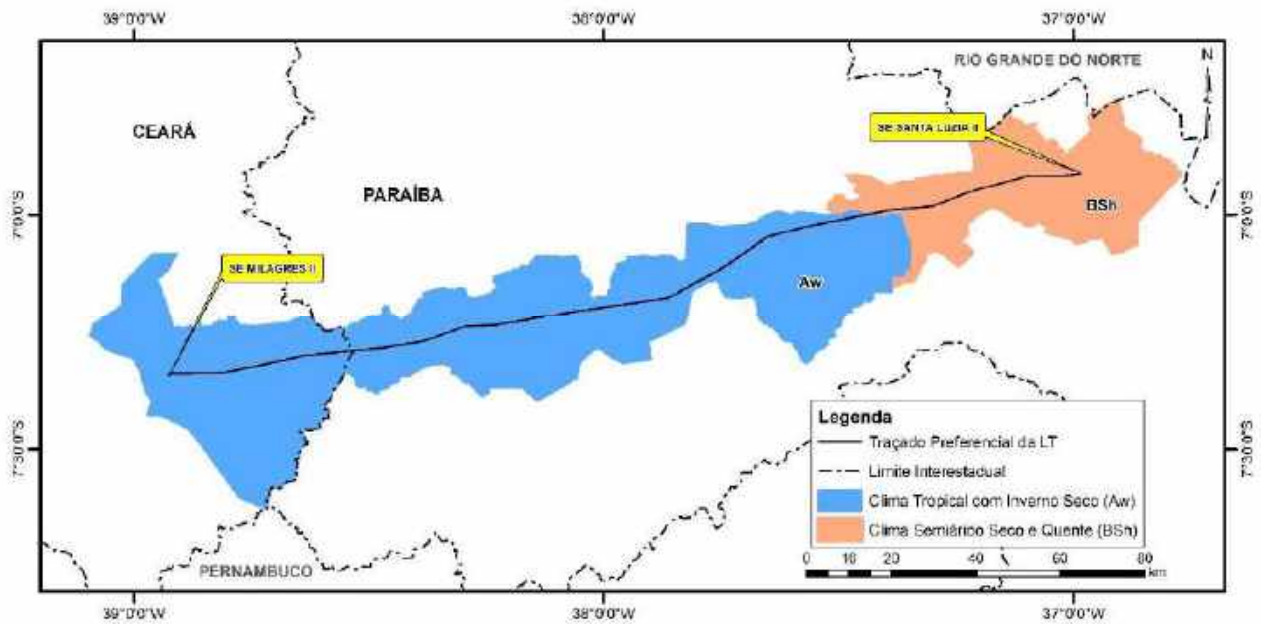 39°0'0"W 38°0'0"W 37°0'0"W
RIO GRANDE DO NORTE
N
CEARÁ
SE SANTA LUZIA II
PARAÍBA
7°0'0"S 7°0'0"S
BSh
SE MILAGRES II
Aw
Legenda
Traçado Preferencial da LT
7°30'0"S 7°30'0"S
Limite Interestadual
Clima Tropical com Inverno Seco (Aw)
Clima Semiárido Seco e Quente (BSh)
PERNAMBUCO
0 10 20 40 60 80
km
39°0'0"W 38°0'0"W 37°0'0"W